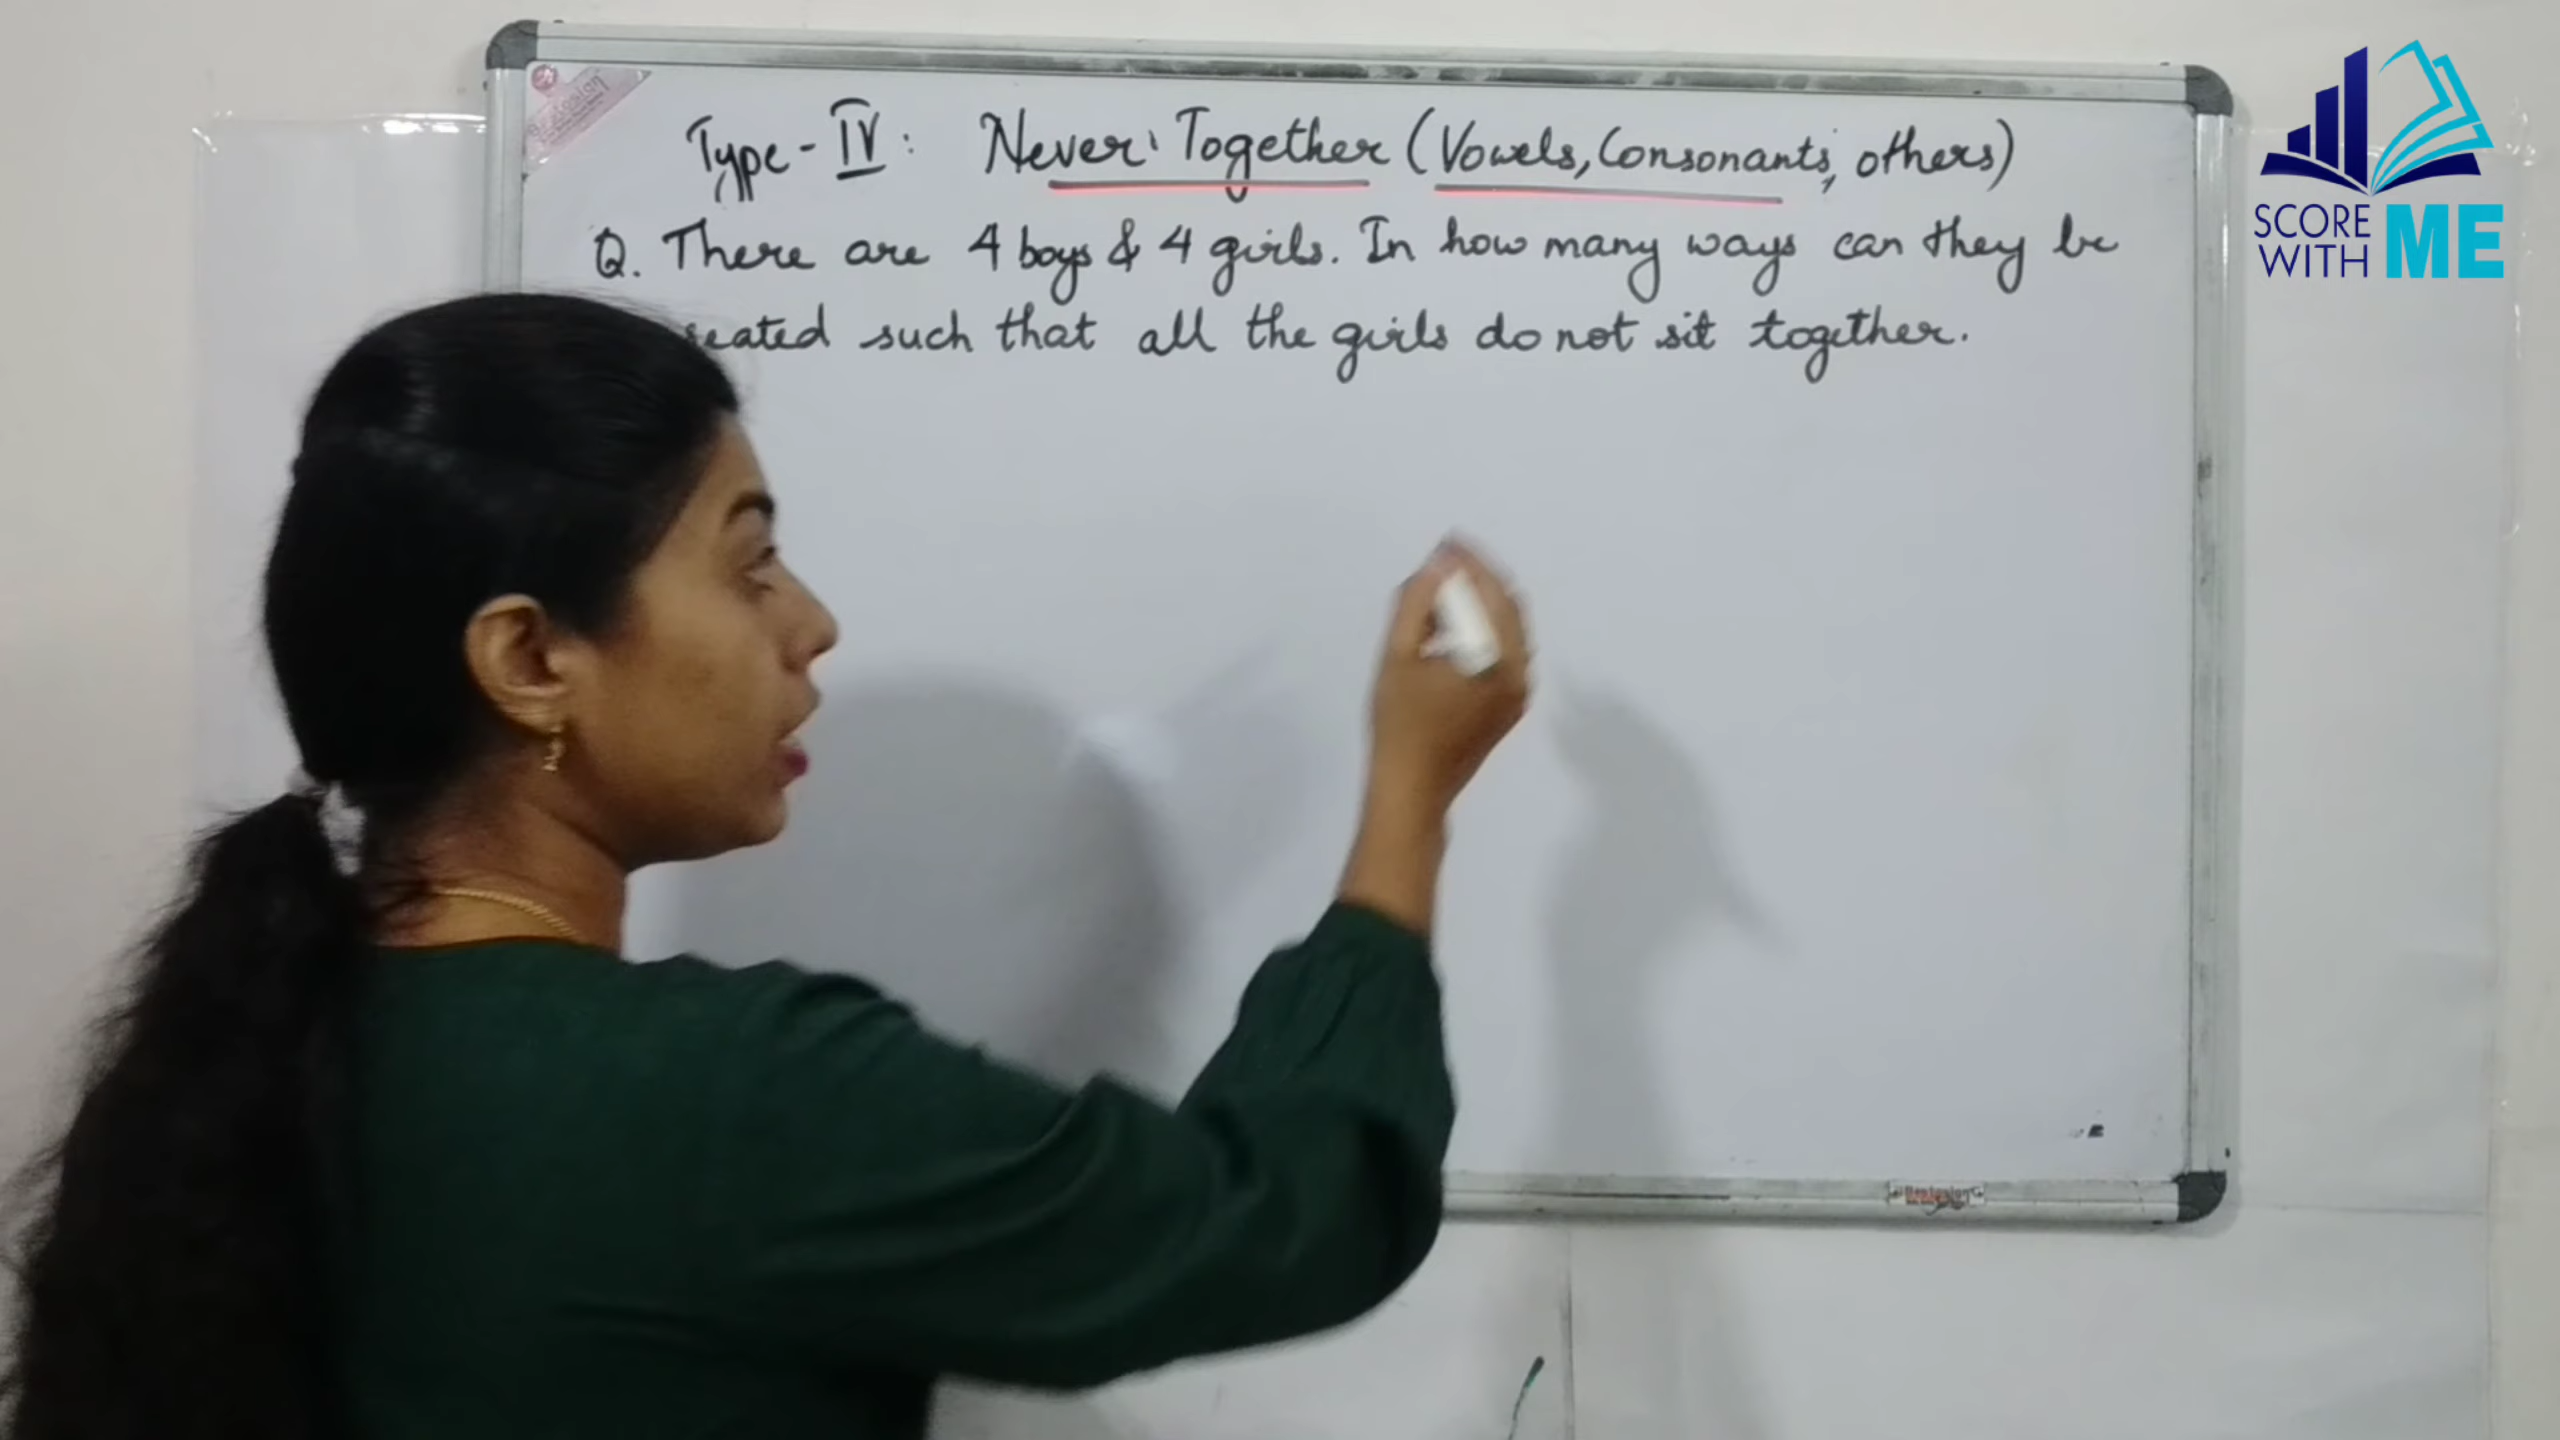 Type - IV : Never Together (Vowels, Consonants, others)
Q. There are 4 boys & 4 girls. In how many ways can they be
seated such that all the girls do not sit together.
SCORE
WITH ME